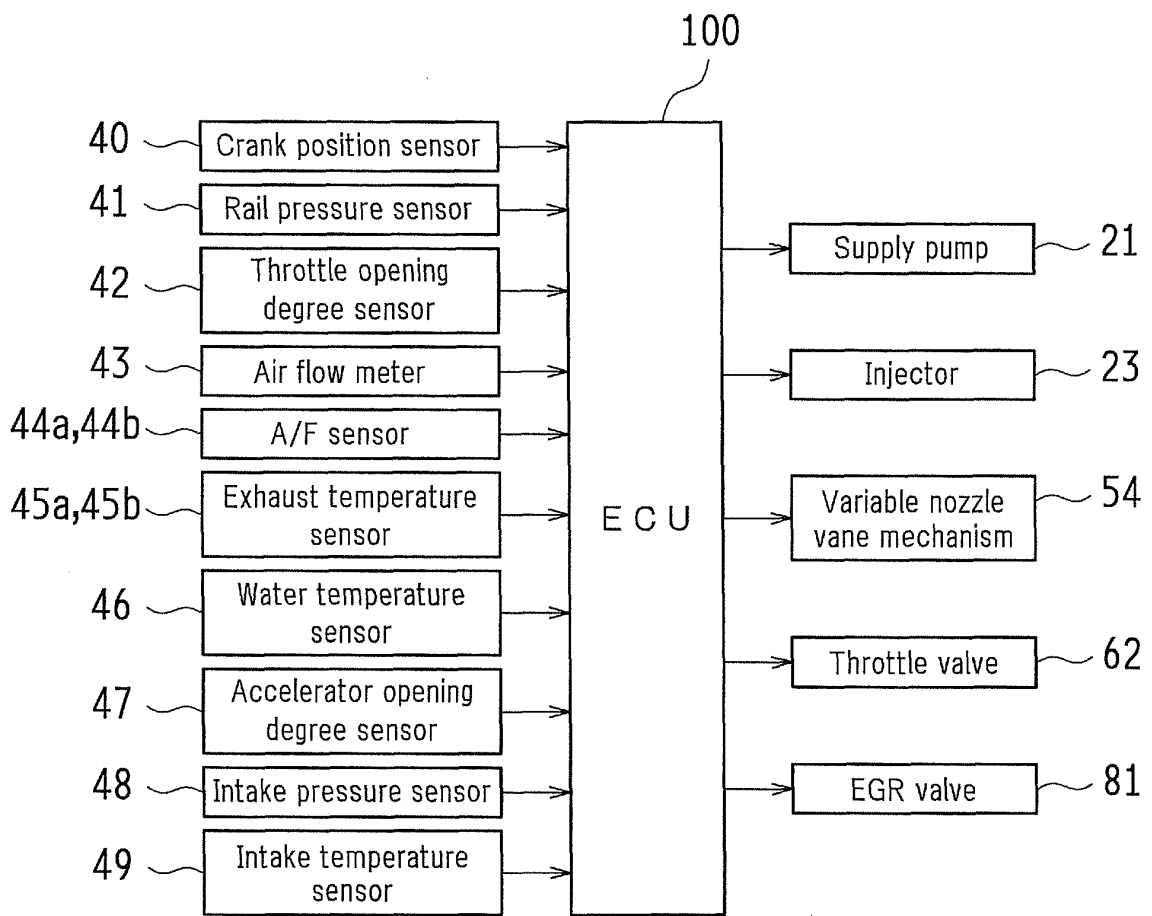 100
40
Crank position sensor
41
Rail pressure sensor
42
Throttle opening
degree sensor
43
Air flow meter
44a,44b
A/F sensor
45a,45b
Exhaust temperature
sensor
46
Water temperature
sensor
47
Accelerator opening
degree sensor
48
Intake pressure sensor
49
Intake temperature
sensor
ECU
Supply pump
21
Injector
23
Variable nozzle
vane mechanism
54
Throttle valve
62
EGR valve
81